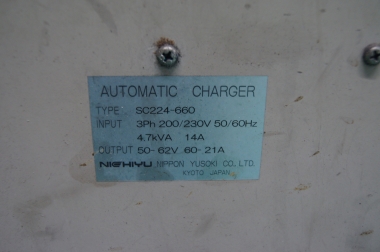 AUTOMATIC CHARGER
TYPE SC224-660
INPUT 3Ph 200/230V 50/60Hz
4.7kVA 14A
OUTPUT 50-62V 60-21A
NICHIYU NIPPON YUSOKI CO., LTD.
KYOTO JAPAN